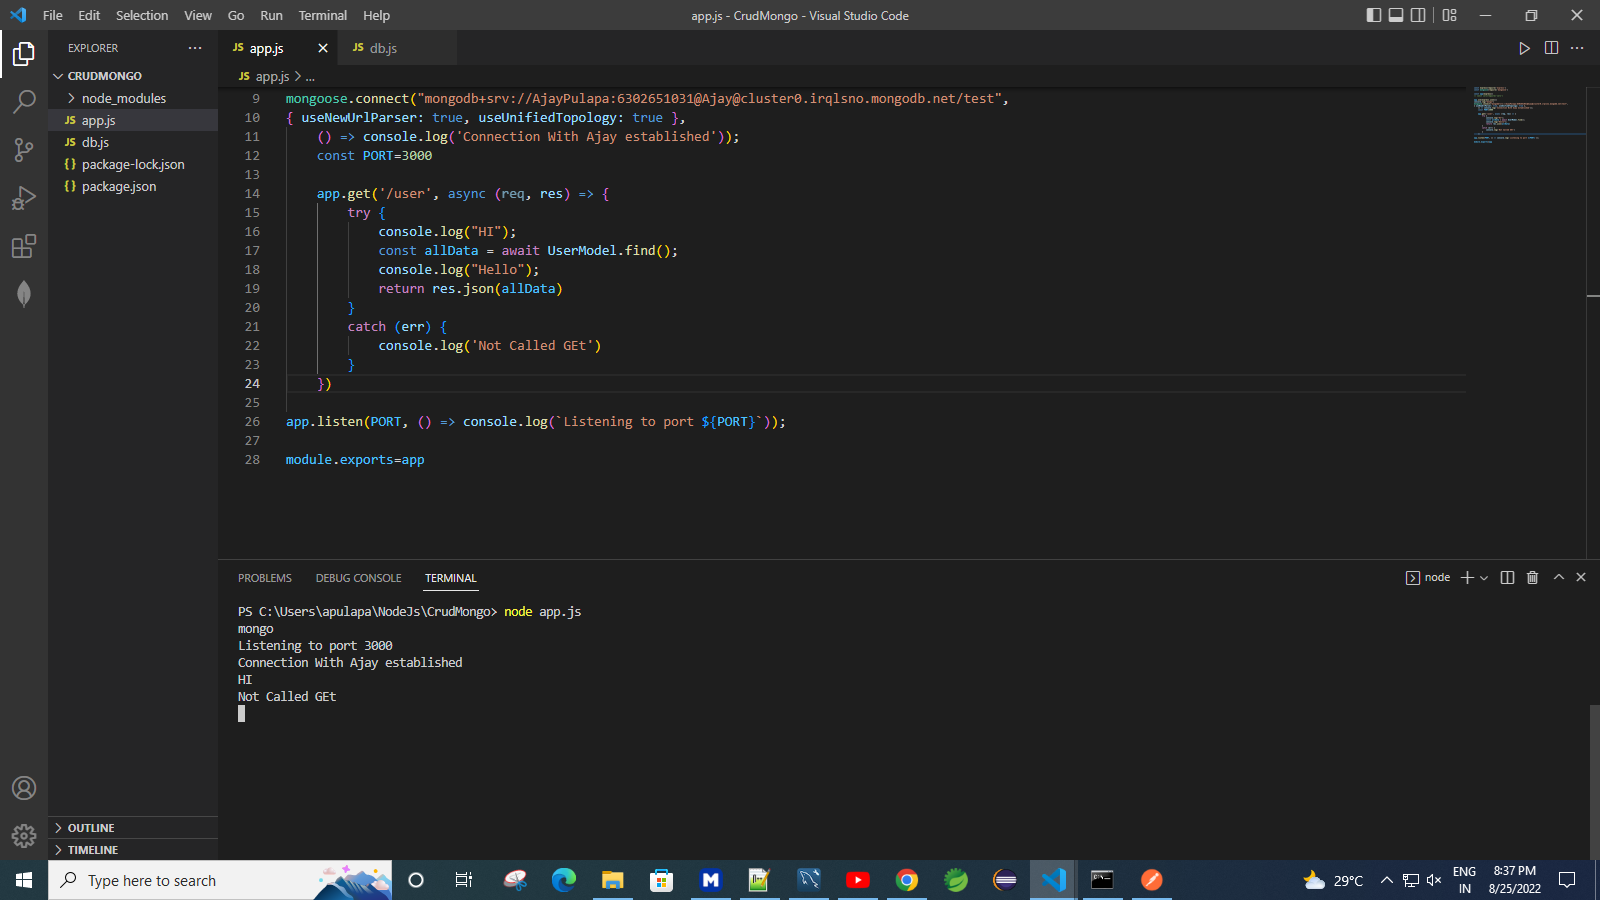 File Edit Selection View Go Run Terminal Help
app.js - CrudMongo - Visual Studio Code
EXPLORER
CRUDMONGO
node_modules
JS app.js
JS db.js
{} package-lock.json
{} package.json
OUTLINE
TIMELINE
JS app.js
JS db.js
JS app.js > ...
9 mongoose.connect("mongodb+srv://AjayPulapa:6302651031@Ajay@cluster0.irqlsno.mongodb.net/test",
10 { useNewUrlParser: true, useUnifiedTopology: true },
11 () => console.log('Connection With Ajay established'));
12 const PORT=3000
13
14 app.get('/user', async (req, res) => {
15 try {
16 console.log("HI");
17 const allData = await UserModel.find();
18 console.log("Hello");
19 return res.json(allData)
20 }
21 catch (err) {
22 console.log('Not Called GEt')
23 }
24 })
25
26 app.listen(PORT, () => console.log(`Listening to port ${PORT}`));
27
28 module.exports=app
PROBLEMS DEBUG CONSOLE TERMINAL
node
PS C:\Users\apulapa\NodeJs\CrudMongo> node app.js
mongo
Listening to port 3000
Connection With Ajay established
HI
Not Called GEt
Type here to search
29°C
ENG
IN
8:37 PM
8/25/2022